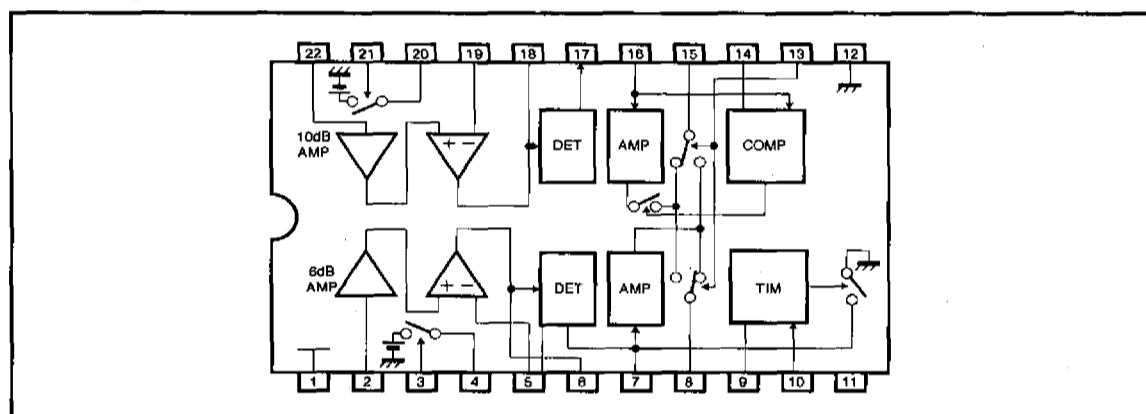 22 21 20 19 18 17 16 15 14 13 12
10dB
AMP
+ −
DET
AMP
COMP
6dB
AMP
+ −
DET
AMP
TIM
1 2 3 4 5 6 7 8 9 10 11